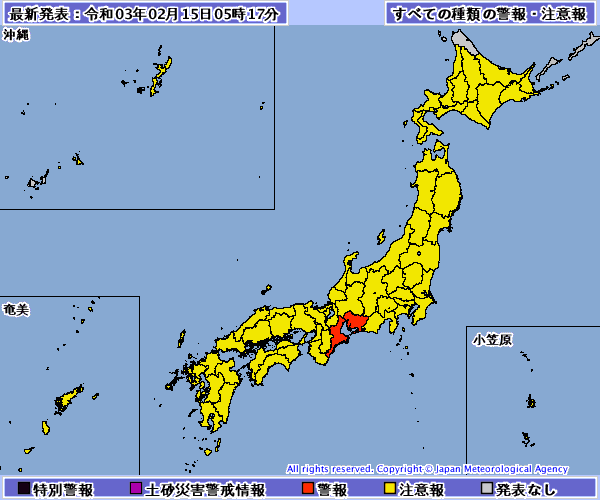 最新発表：令和03年02月15日05時17分
すべての種類の警報・注意報
沖縄
奄美
小笠原
All rights reserved. Copyright © Japan Meteorological Agency
特別警報 土砂災害警戒情報 警報 注意報 発表なし